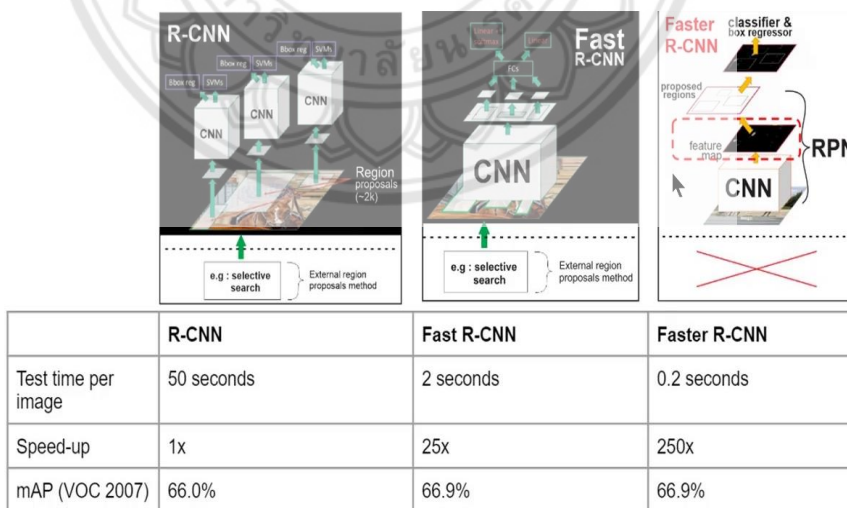 R-CNN
Bbox reg SVMs
Bbox reg SVMs
Bbox reg SVMs
CNN
CNN
CNN
Region
proposals
(~2k)
e.g : selective
search
External region
proposals method
Fast
R-CNN
Linear
FCs
CNN
e.g : selective
search
External region
proposals method
Faster
R-CNN
classifier &
box regressor
proposed
regions
feature
map
RPN
CNN
R-CNN Fast R-CNN Faster R-CNN
Test time per
image 50 seconds 2 seconds 0.2 seconds
Speed-up 1x 25x 250x
mAP (VOC 2007) 66.0% 66.9% 66.9%